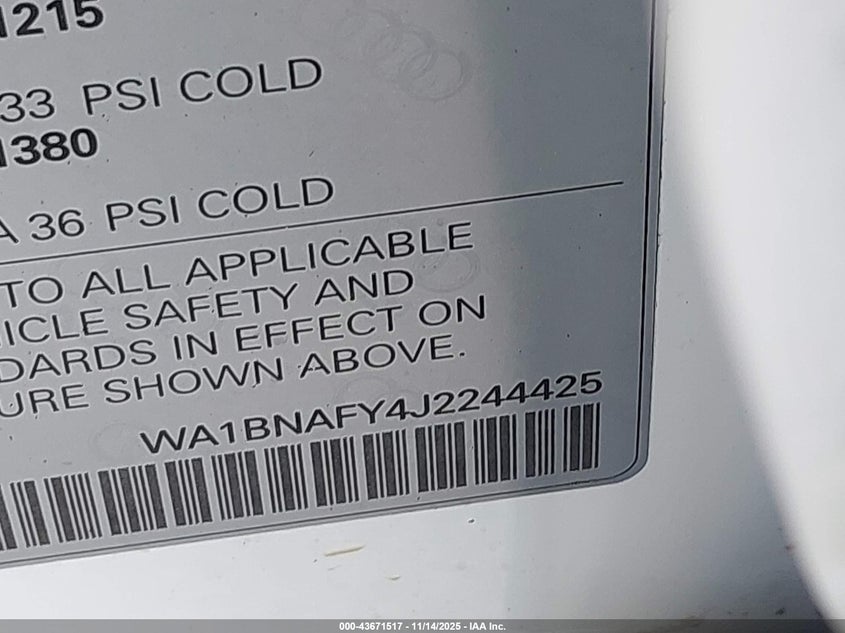 1215
33 PSI COLD
1380
A 36 PSI COLD
TO ALL APPLICABLE
ICLE SAFETY AND
DARDS IN EFFECT ON
URE SHOWN ABOVE.
WA1BNAFY4J2244425
000-43671517 - 11/14/2025 - IAA Inc.